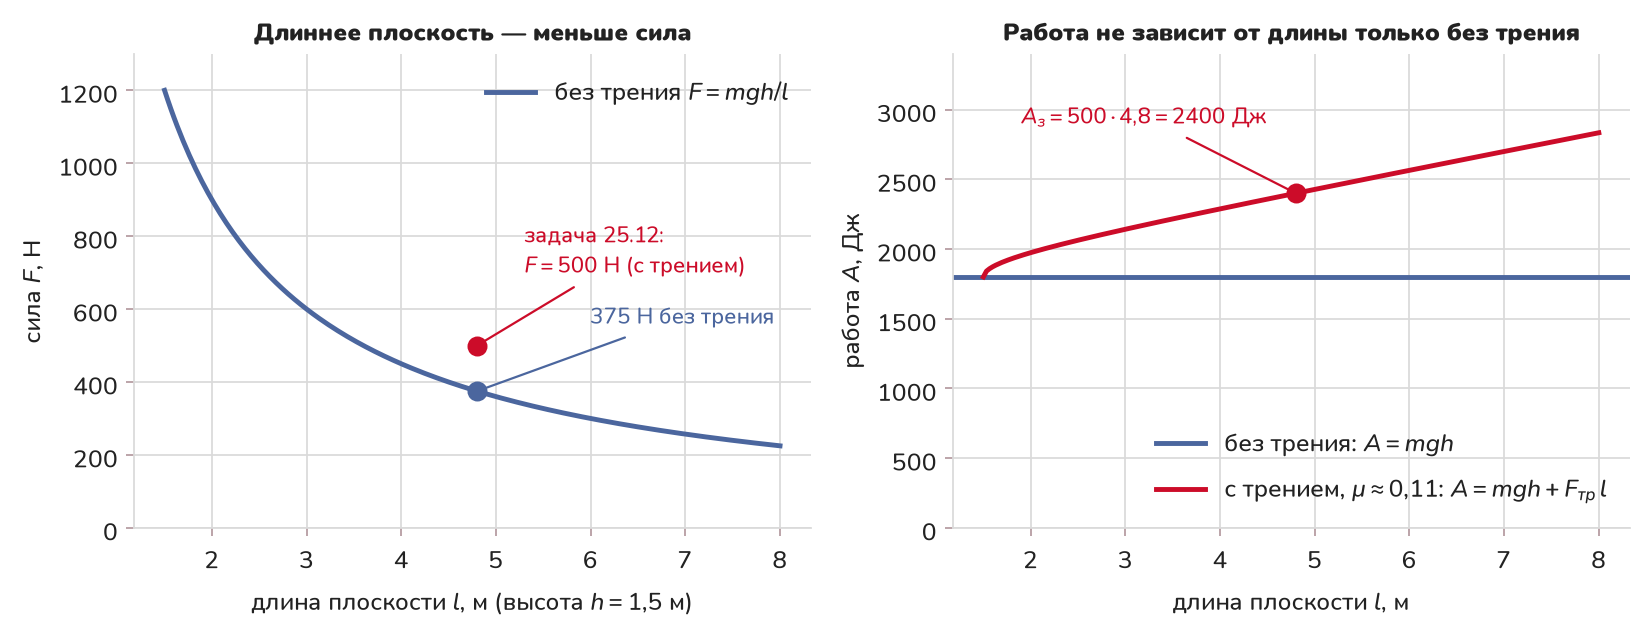 Длиннее плоскость — меньше сила
без трения F = mgh/l
1200
1000
800
600
400
200
0
сила F, Н
задача 25.12:
F = 500 Н (с трением)
375 Н без трения
2 3 4 5 6 7 8
длина плоскости l, м (высота h = 1,5 м)
Работа не зависит от длины только без трения
3000
2500
2000
1500
1000
500
0
работа A, Дж
Aз = 500 · 4,8 = 2400 Дж
без трения: A = mgh
с трением, μ ≈ 0,11: A = mgh + Fтр l
2 3 4 5 6 7 8
длина плоскости l, м